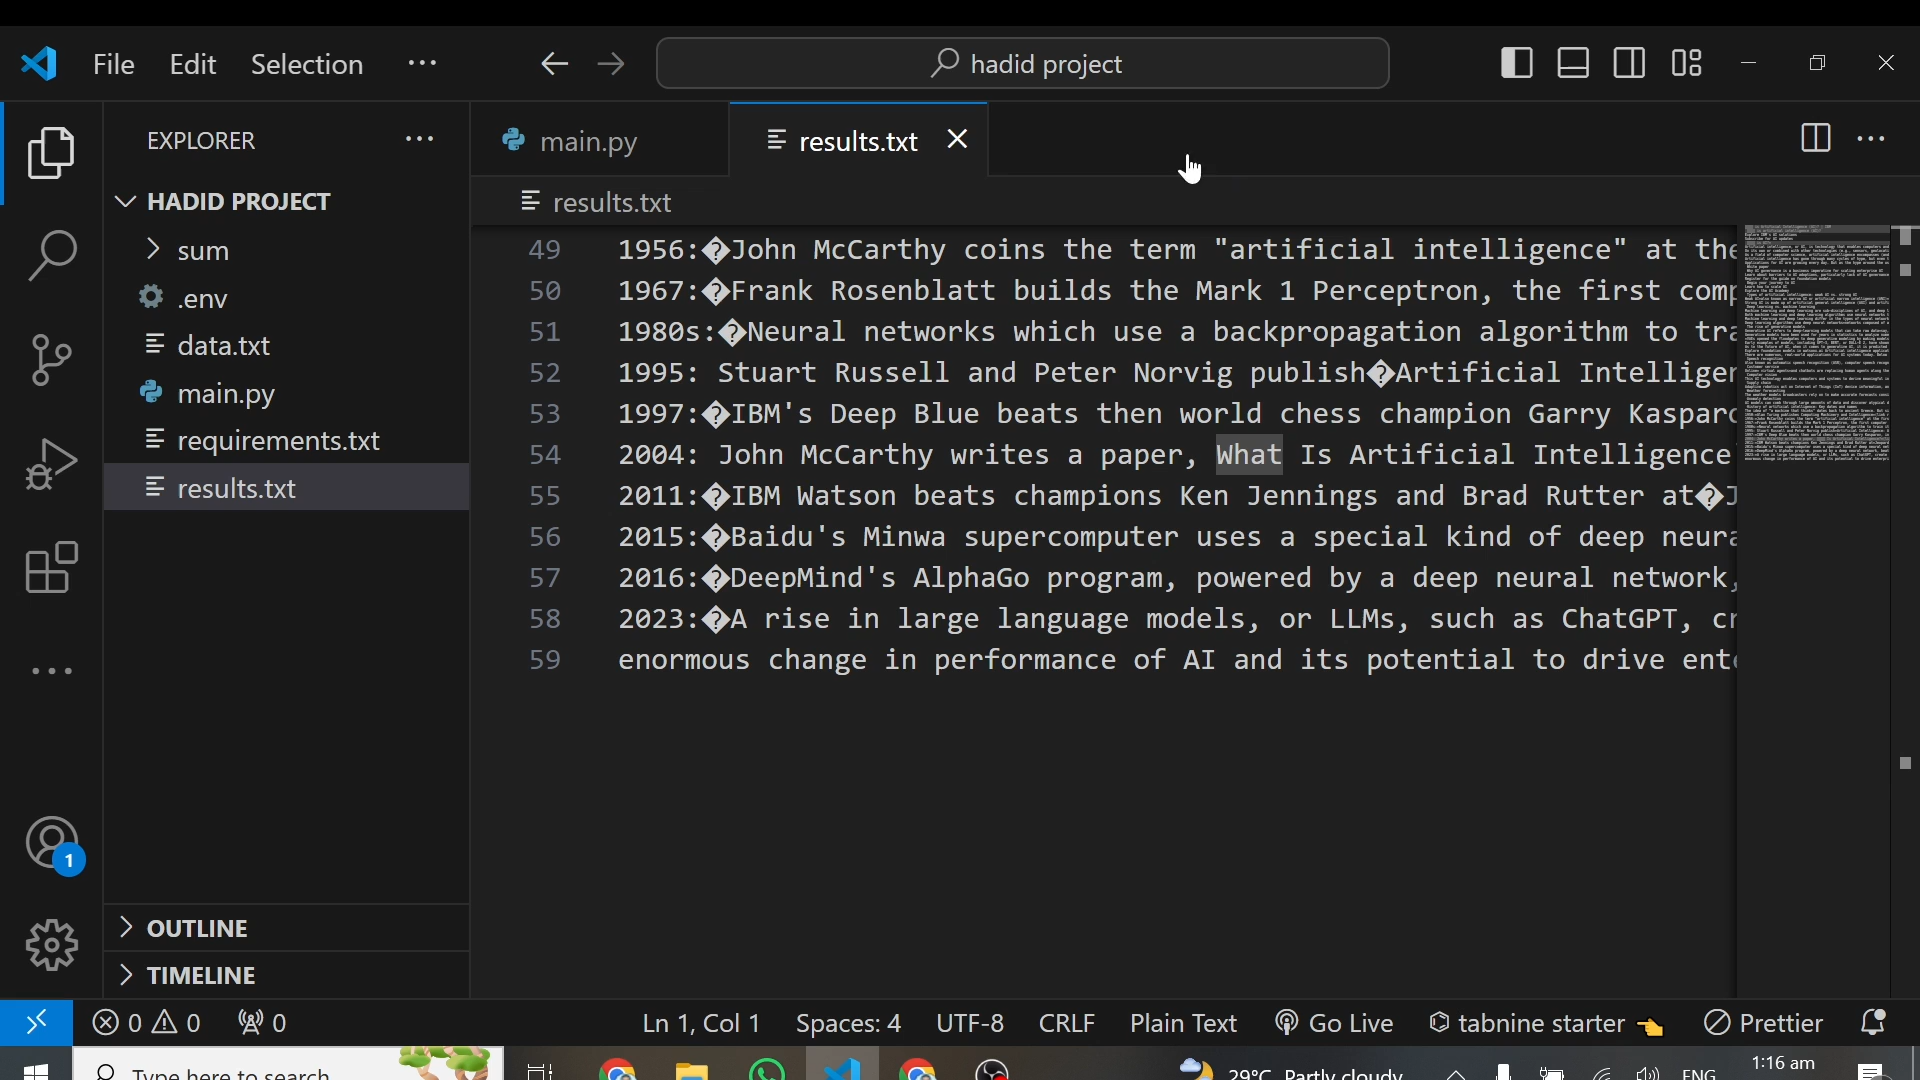 File Edit Selection ··· hadid project
EXPLORER ···
main.py results.txt
HADID PROJECT
results.txt
sum
.env
data.txt
main.py
requirements.txt
results.txt
49 1956:�John McCarthy coins the term "artificial intelligence" at the
50 1967:�Frank Rosenblatt builds the Mark 1 Perceptron, the first
51 1980s:�Neural networks which use a backpropagation algorithm to
52 1995: Stuart Russell and Peter Norvig publish�Artificial
53 1997:�IBM's Deep Blue beats then world chess champion Garry
54 2004: John McCarthy writes a paper, What Is Artificial Intelligence
55 2011:�IBM Watson beats champions Ken Jennings and Brad Rutter at�J
56 2015:�Baidu's Minwa supercomputer uses a special kind of deep
57 2016:�DeepMind's AlphaGo program, powered by a deep neural network,
58 2023:�A rise in large language models, or LLMs, such as ChatGPT,
59 enormous change in performance of AI and its potential to drive
1
OUTLINE
TIMELINE
0 0 0 Ln 1, Col 1 Spaces: 4 UTF-8 CRLF Plain Text Go Live tabnine starter 👈 Prettier
Type here to search 29°C Partly cloudy ENG 1:16 am